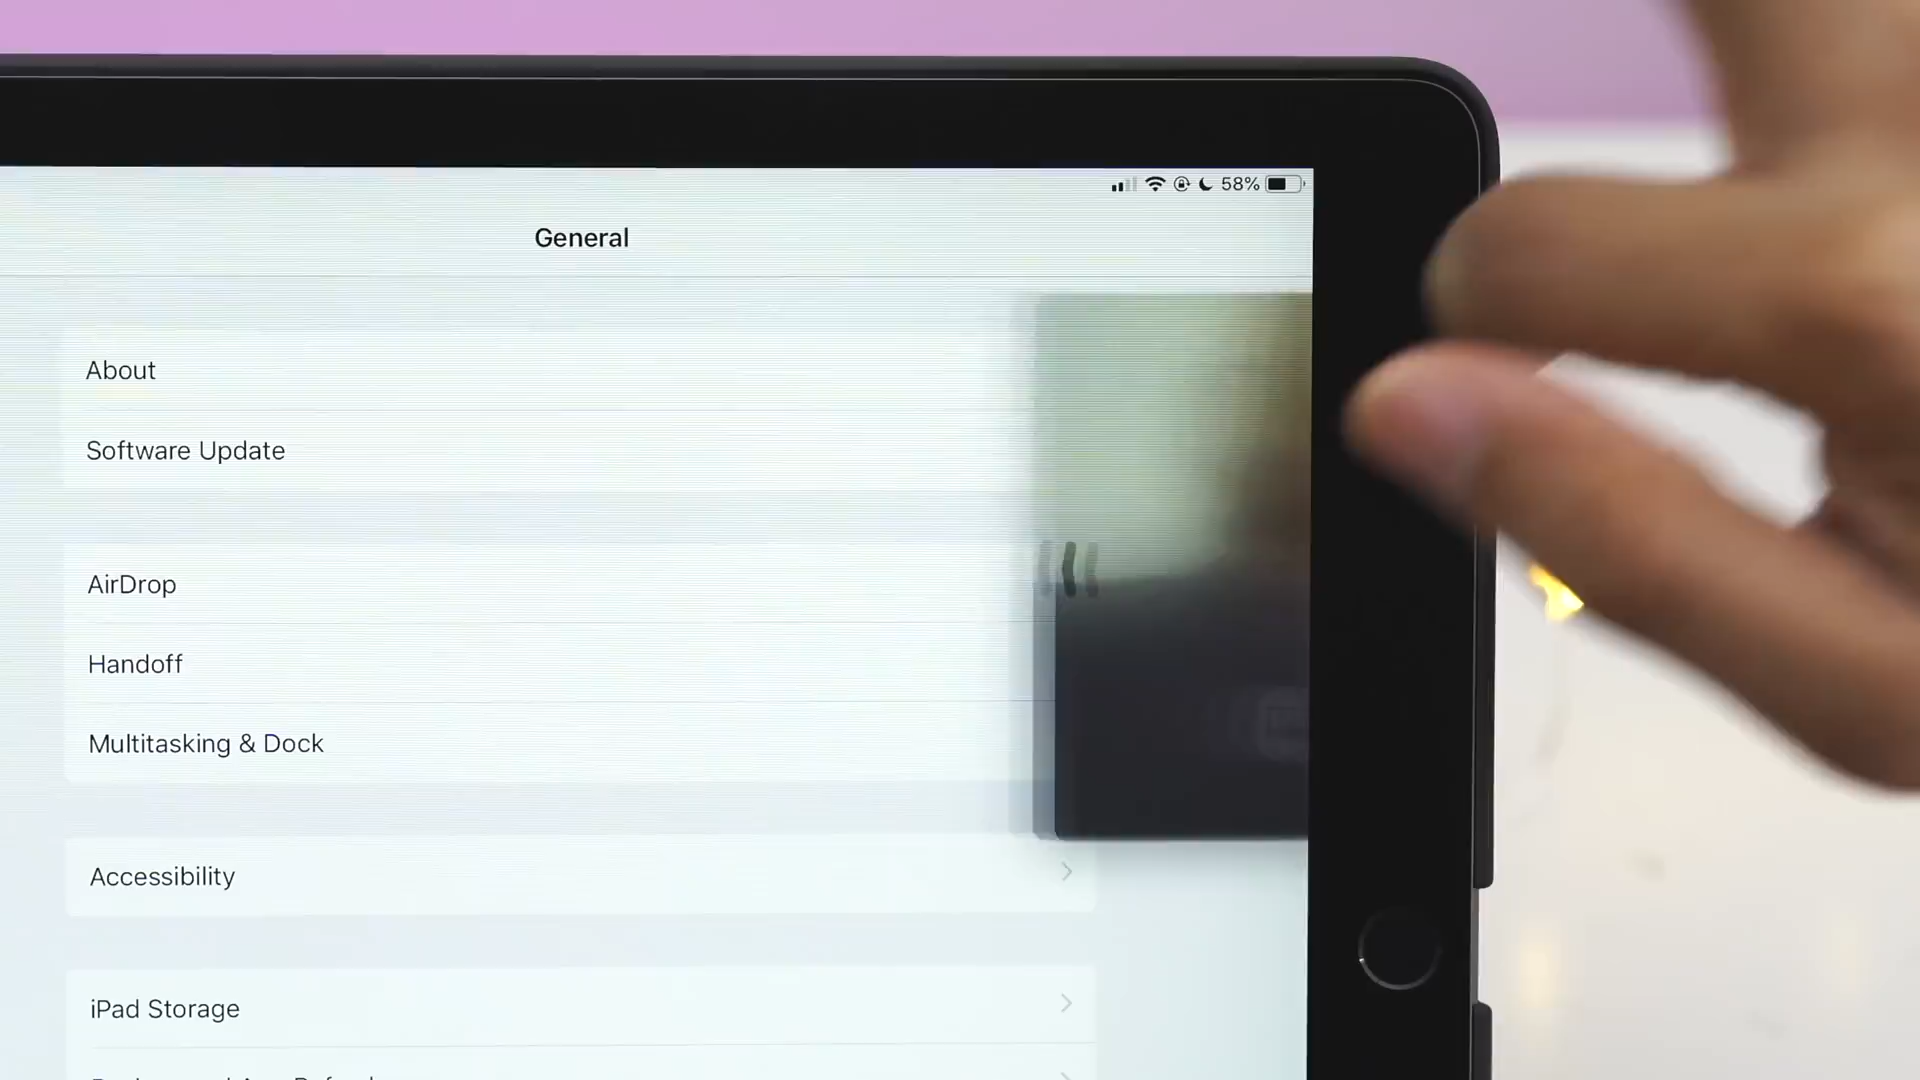 58%
General
About
Software Update
AirDrop
Handoff
Multitasking & Dock
Accessibility
iPad Storage